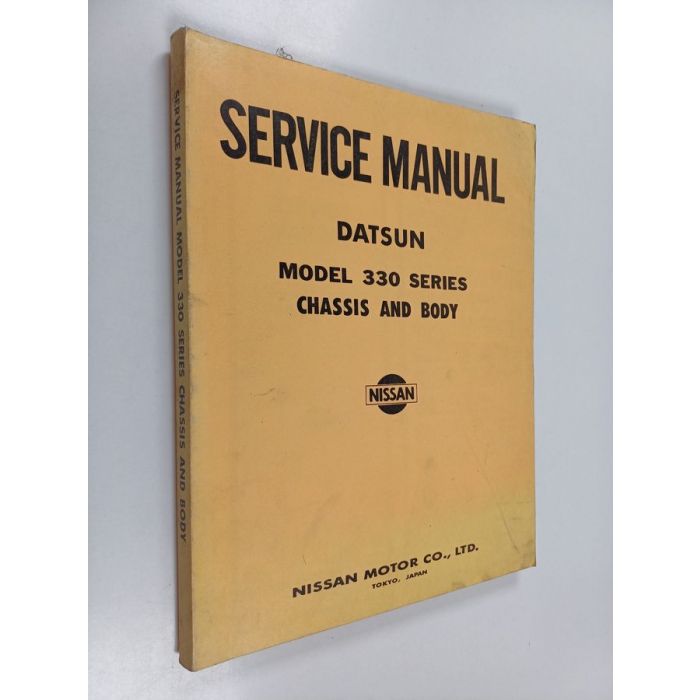 SERVICE MANUAL
DATSUN
MODEL 330 SERIES
CHASSIS AND BODY
NISSAN
NISSAN MOTOR CO., LTD.
TOKYO, JAPAN
SERVICE MANUAL MODEL 330 SERIES CHASSIS AND BODY